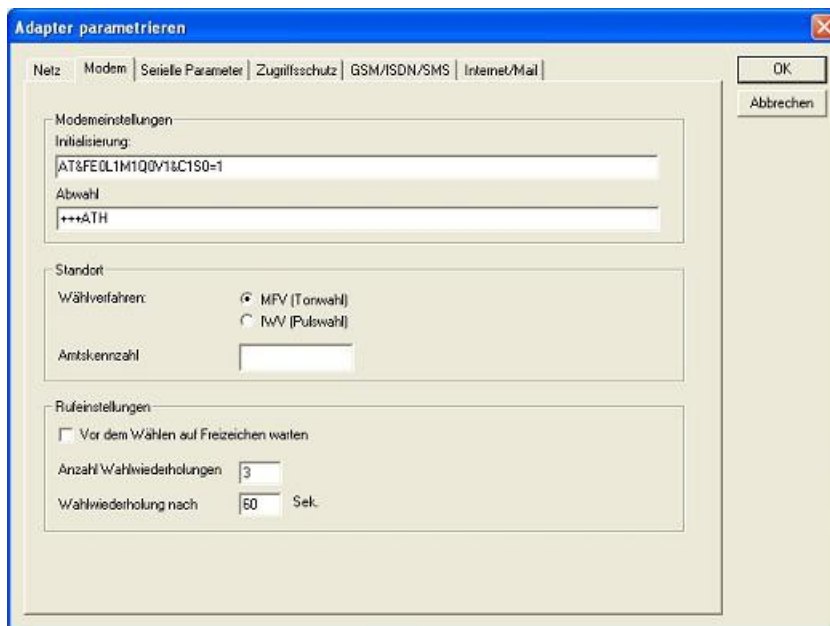 Adapter parametrieren
Netz Modem Serielle Parameter Zugriffsschutz GSM/ISDN/SMS Internet/Mail
OK
Abbrechen
Modemeinstellungen
Initialisierung:
AT&FE0L1M1Q0V1&C1S0=1
Abwahl
+++ATH
Standort
Wählverfahren: MFV (Tonwahl)
IWV (Pulswahl)
Amtskennzahl
Rufeinstellungen
Vor dem Wählen auf Freizeichen warten
Anzahl Wahlwiederholungen 3
Wahlwiederholung nach 60 Sek.